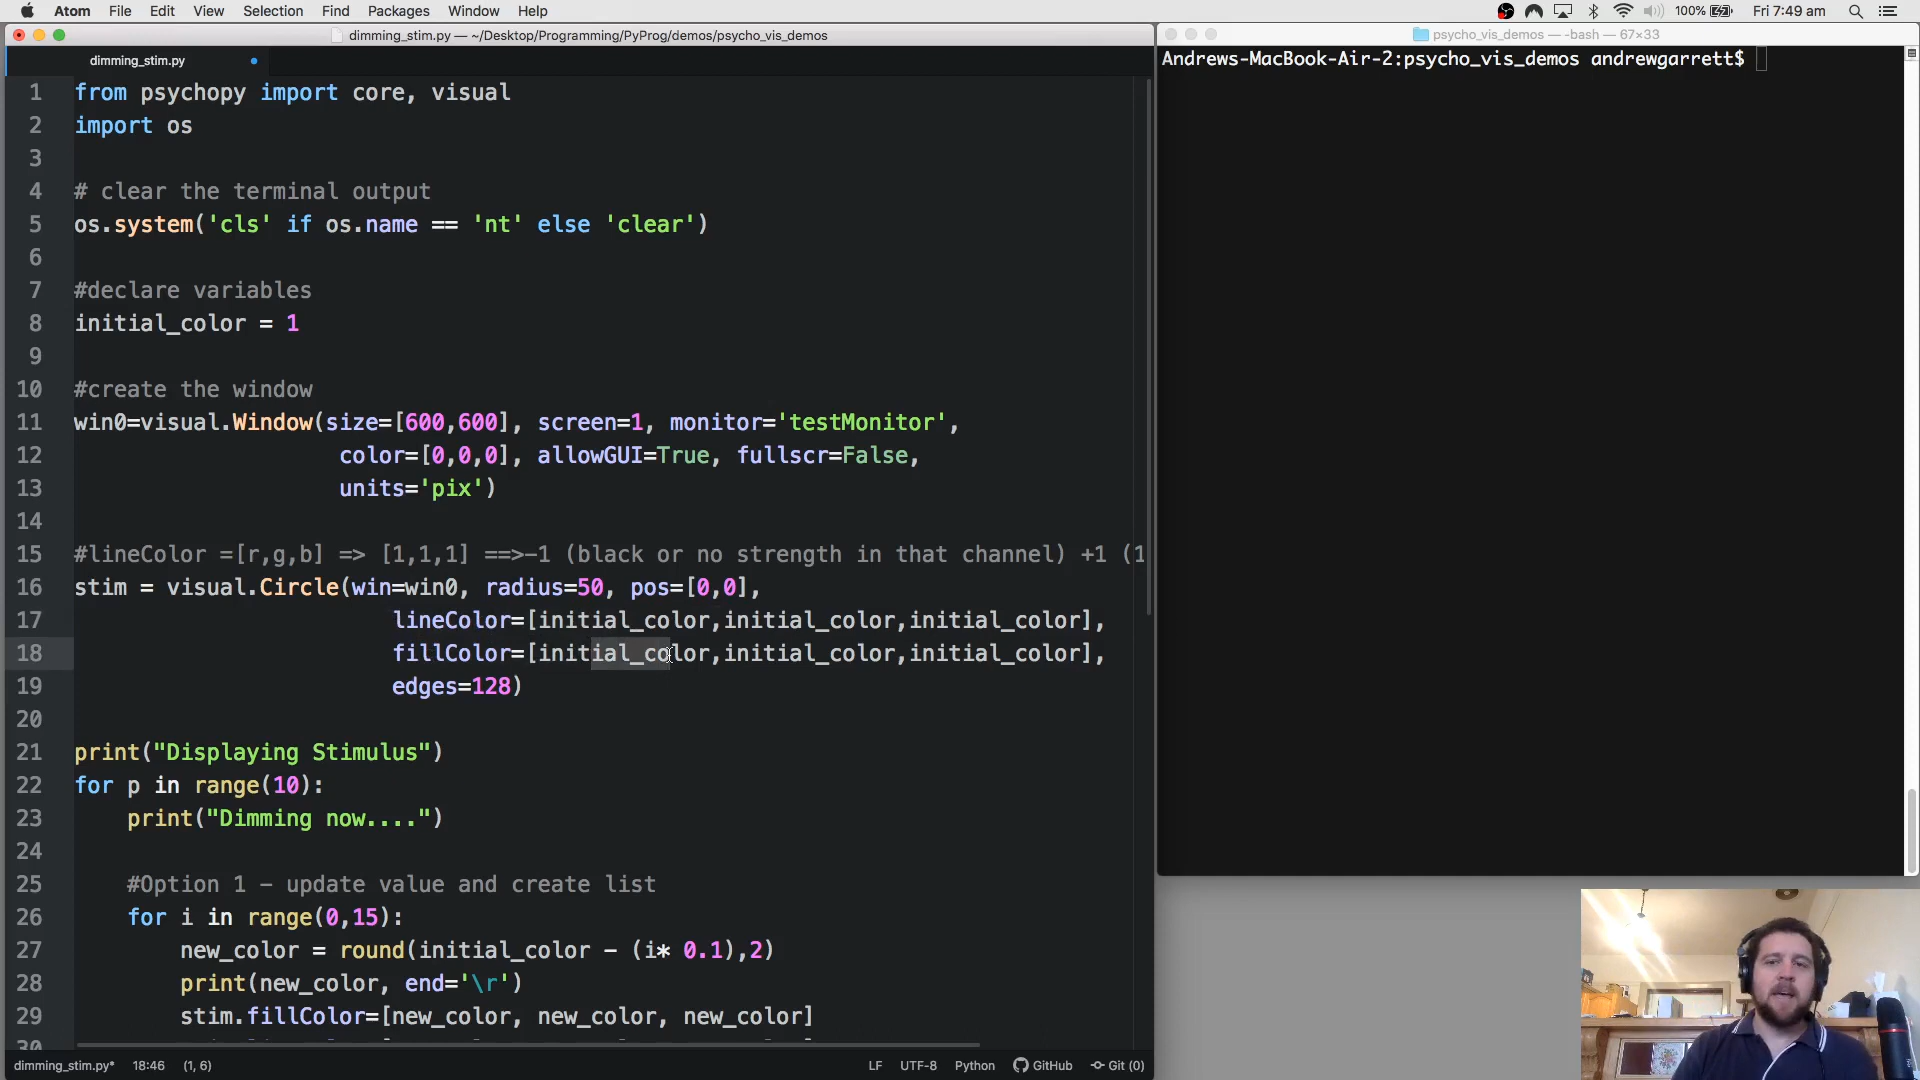 Atom File Edit View Selection Find Packages Window Help 100% Fri 7:49 am
dimming_stim.py — ~/Desktop/Programming/PyProg/demos/psycho_vis_demos
psycho_vis_demos — -bash — 67×33
dimming_stim.py
Andrews-MacBook-Air-2:psycho_vis_demos andrewgarrett$
1 from psychopy import core, visual
2 import os
3
4 # clear the terminal output
5 os.system('cls' if os.name == 'nt' else 'clear')
6
7 #declare variables
8 initial_color = 1
9
10 #create the window
11 win0=visual.Window(size=[600,600], screen=1, monitor='testMonitor',
12 color=[0,0,0], allowGUI=True, fullscr=False,
13 units='pix')
14
15 #lineColor =[r,g,b] => [1,1,1] ==>-1 (black or no strength in that channel) +1 (1
16 stim = visual.Circle(win=win0, radius=50, pos=[0,0],
17 lineColor=[initial_color,initial_color,initial_color],
18 fillColor=[initial_color,initial_color,initial_color],
19 edges=128)
20
21 print("Displaying Stimulus")
22 for p in range(10):
23 print("Dimming now....")
24
25 #Option 1 - update value and create list
26 for i in range(0,15):
27 new_color = round(initial_color - (i* 0.1),2)
28 print(new_color, end='\r')
29 stim.fillColor=[new_color, new_color, new_color]
30
dimming_stim.py* 18:46 (1, 6) LF UTF-8 Python GitHub Git (0)